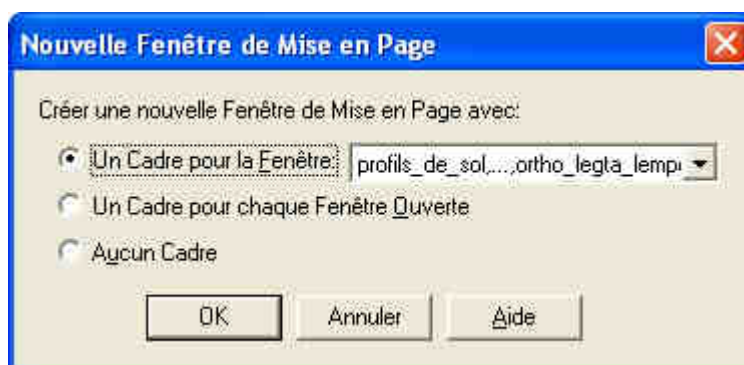 Nouvelle Fenêtre de Mise en Page
Créer une nouvelle Fenêtre de Mise en Page avec:
Un Cadre pour la Fenêtre: profils_de_sol,...,ortho_legta_lemp
Un Cadre pour chaque Fenêtre Ouverte
Aucun Cadre
OK Annuler Aide